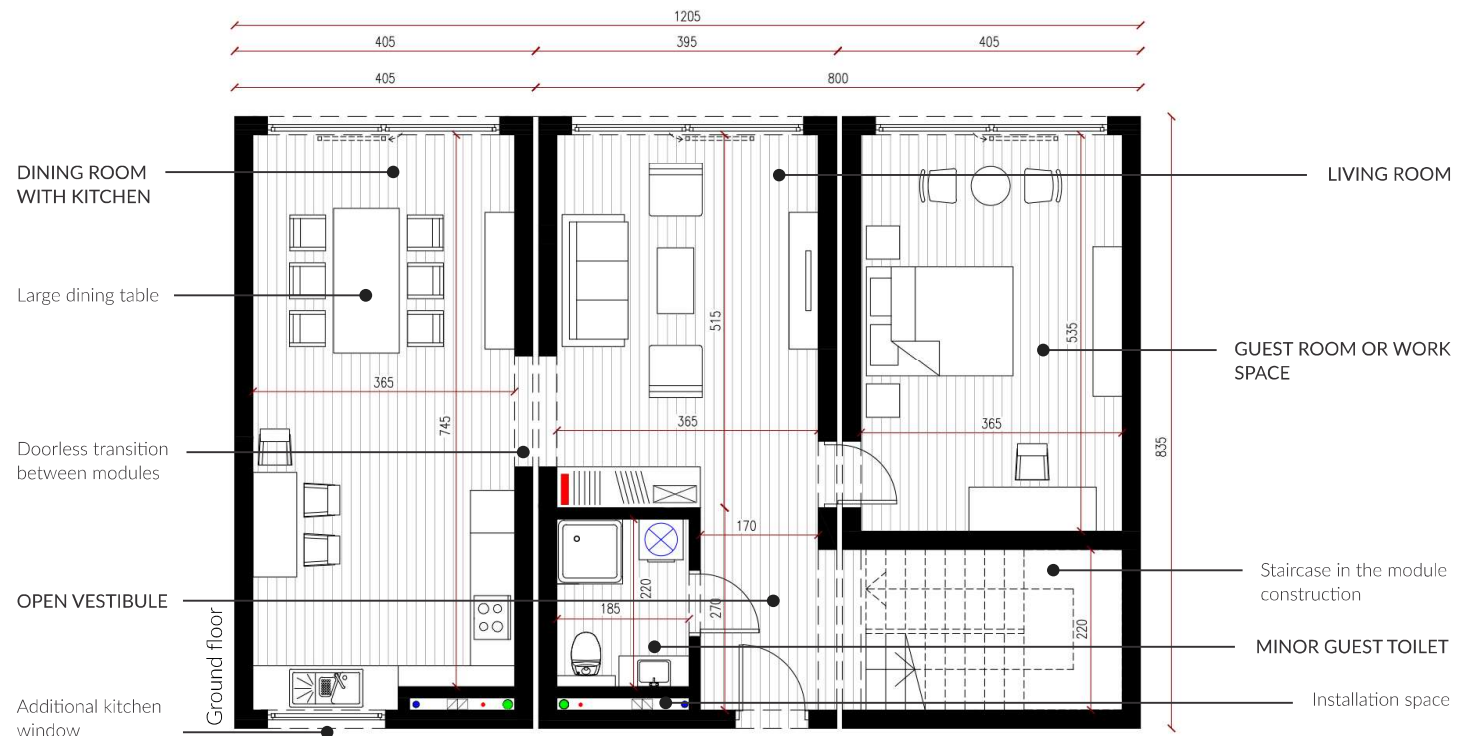 1205
405
395
405
405
800
DINING ROOM
WITH KITCHEN
LIVING ROOM
Large dining table
515
535
GUEST ROOM OR WORK
SPACE
365
745
365
365
835
Doorless transition
between modules
170
Staircase in the module
construction
220
270
185
220
OPEN VESTIBULE
Ground floor
MINOR GUEST TOILET
Installation space
Additional kitchen
window